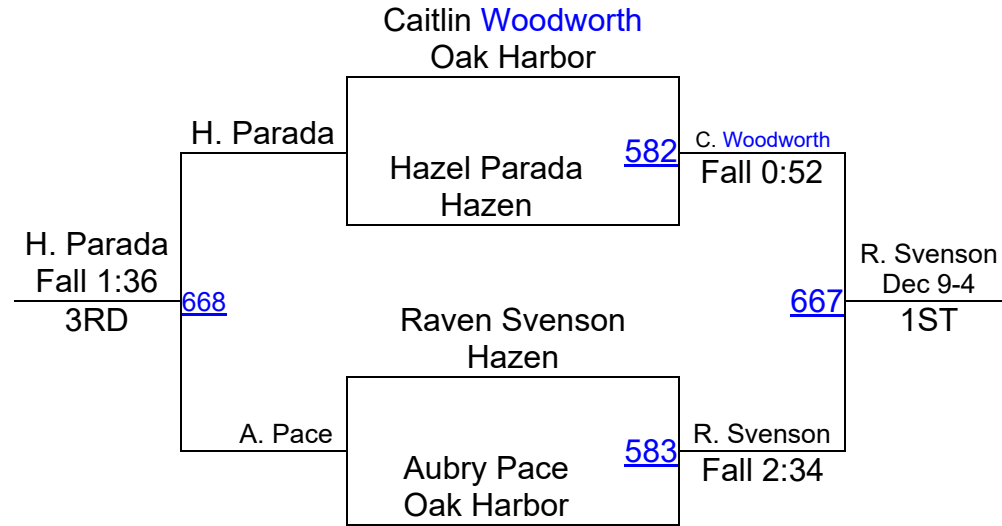 Caitlin Woodworth
Oak Harbor
H. Parada
582
C. Woodworth
Hazel Parada
Fall 0:52
Hazen
H. Parada
R. Svenson
Fall 1:36
Dec 9-4
668
667
3RD
1ST
Raven Svenson
Hazen
A. Pace
583
R. Svenson
Aubry Pace
Fall 2:34
Oak Harbor